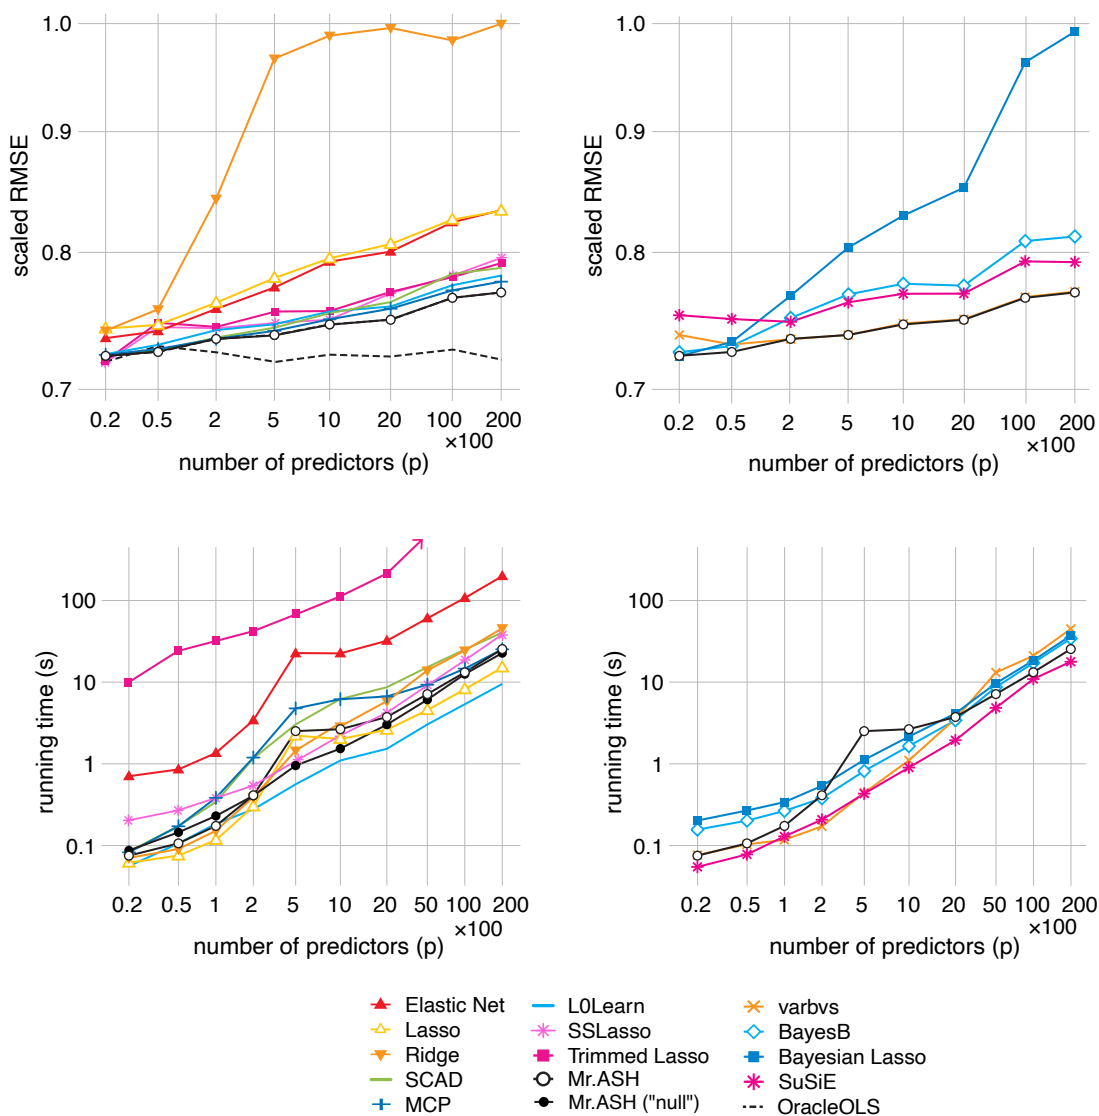 1.0
0.9
0.8
0.7
scaled RMSE
0.2 0.5 2 5 10 20 100 200
×100
number of predictors (p)
1.0
0.9
0.8
0.7
scaled RMSE
0.2 0.5 2 5 10 20 100 200
×100
number of predictors (p)
100
10
1
0.1
running time (s)
0.2 0.5 1 2 5 10 20 50 100 200
×100
number of predictors (p)
100
10
1
0.1
running time (s)
0.2 0.5 1 2 5 10 20 50 100 200
×100
number of predictors (p)
Elastic Net
Lasso
Ridge
SCAD
MCP
L0Learn
SSLasso
Trimmed Lasso
Mr.ASH
Mr.ASH ("null")
varbvs
BayesB
Bayesian Lasso
SuSiE
OracleOLS